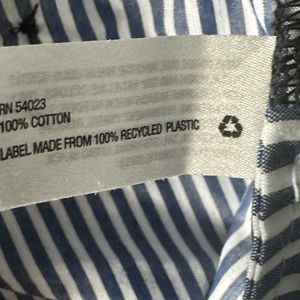 RN 54023
100% COTTON
LABEL MADE FROM 100% RECYCLED PLASTIC